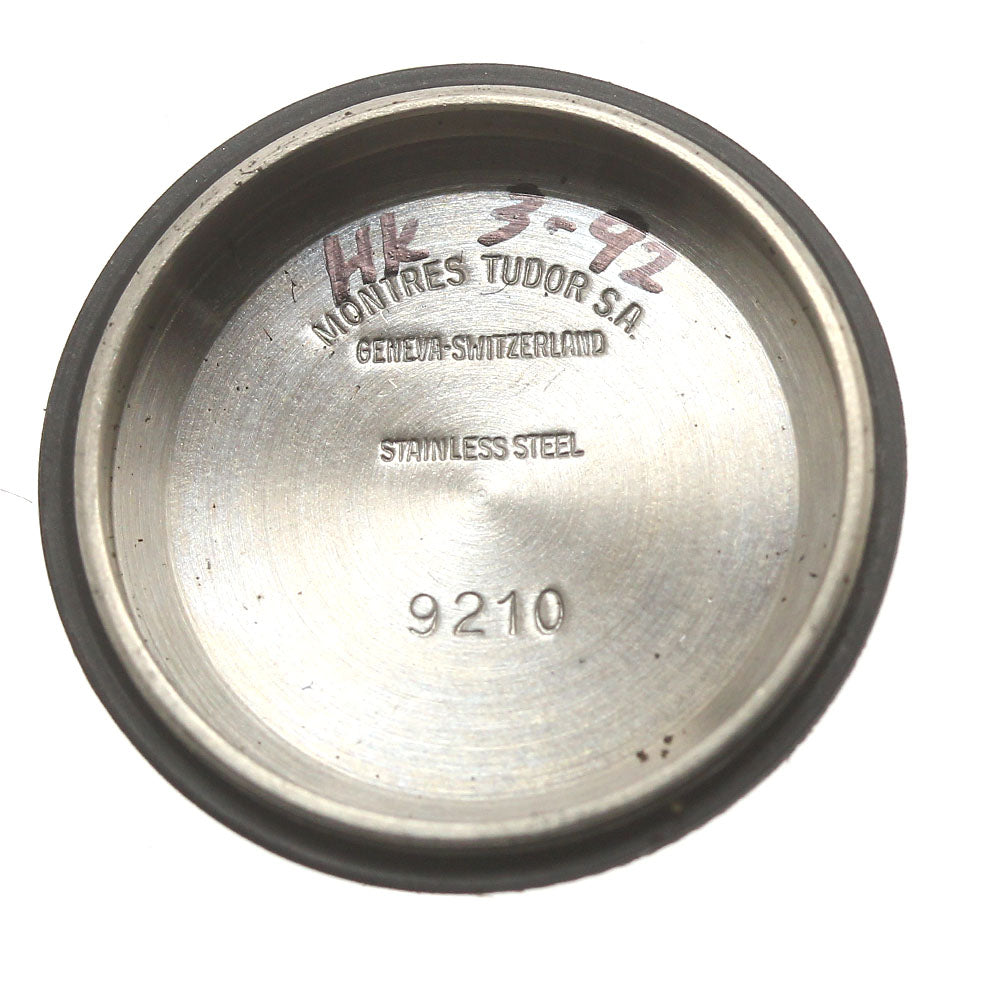 HK 3-92
MONTRES TUDOR S.A.
GENEVA-SWITZERLAND
STAINLESS STEEL
9210